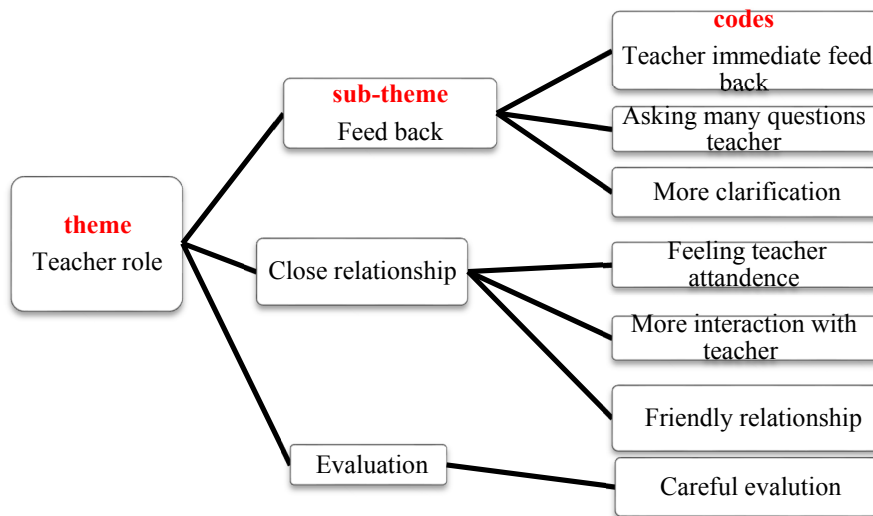 theme
Teacher role
sub-theme
Feed back
Close relationship
Evaluation
codes
Teacher immediate feed
back
Asking many questions
teacher
More clarification
Feeling teacher
attandence
More interaction with
teacher
Friendly relationship
Careful evalution